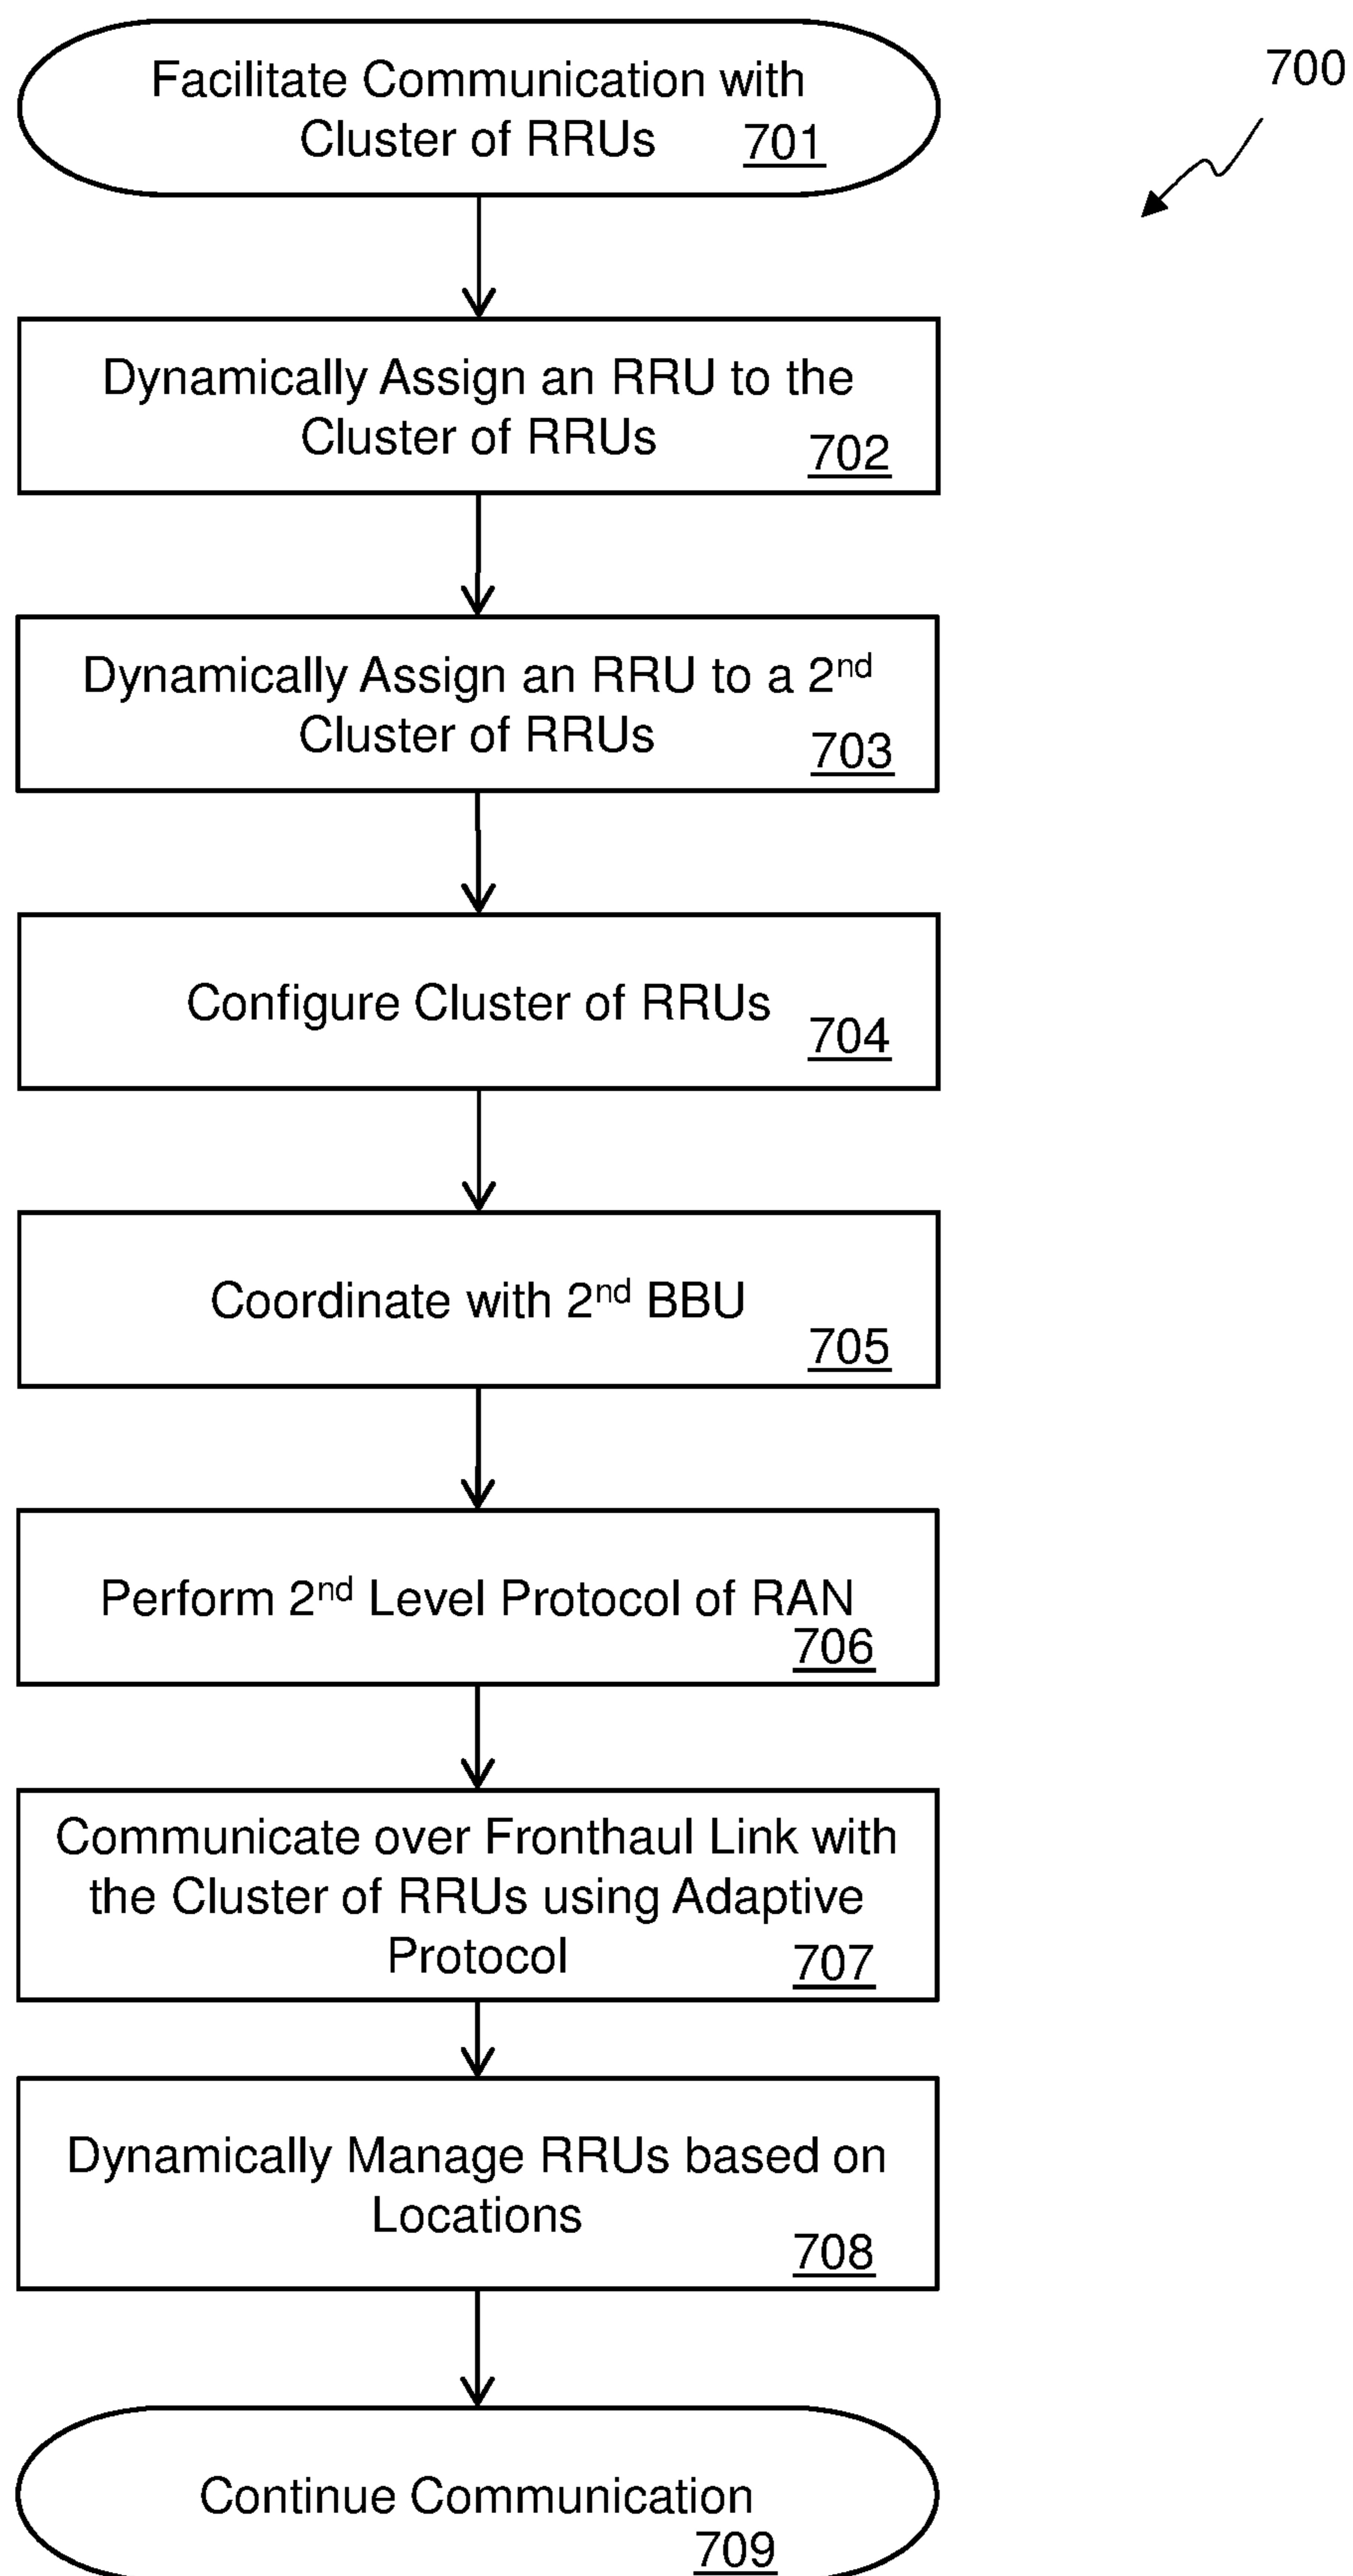 700
Facilitate Communication with
Cluster of RRUs 701
Dynamically Assign an RRU to the
Cluster of RRUs 702
Dynamically Assign an RRU to a 2nd
Cluster of RRUs 703
Configure Cluster of RRUs 704
Coordinate with 2nd BBU
705
Perform 2nd Level Protocol of RAN
706
Communicate over Fronthaul Link with
the Cluster of RRUs using Adaptive
Protocol 707
Dynamically Manage RRUs based on
Locations
708
Continue Communication
709